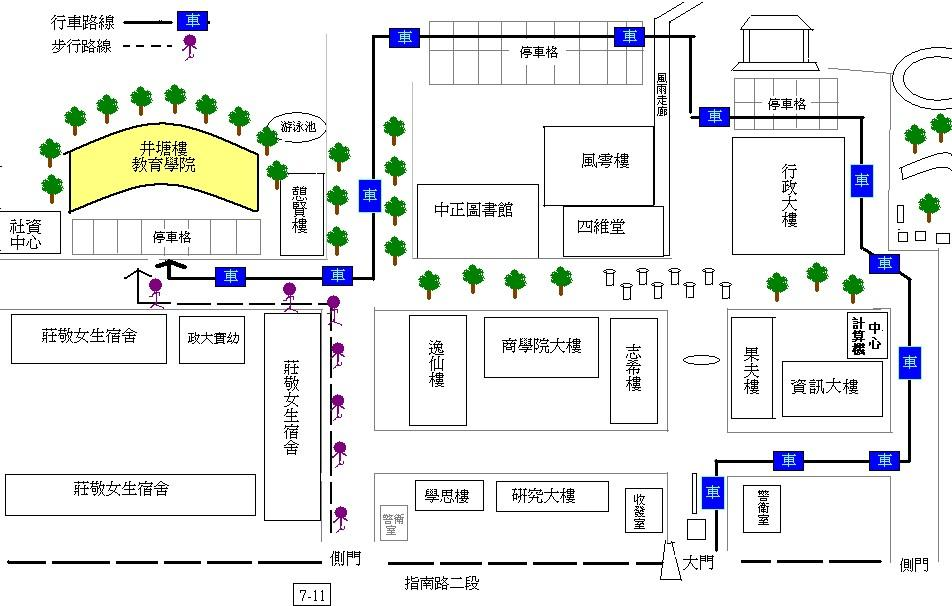 行車路線
車
步行路線
車
車
停車格
停車格
車
風雨走廊
游泳池
井塘樓
教育學院
風雩樓
憩賢樓
車
中正圖書館
行政大樓
車
社資
中心
停車格
四維堂
車
車
車
莊敬女生宿舍
政大實幼
莊敬女生宿舍
逸仙樓
商學院大樓
志希樓
果夫樓
中心
計算機
資訊大樓
車
車
車
莊敬女生宿舍
學思樓
研究大樓
收發室
車
警衛室
警衛
室
側門
大門
側門
指南路二段
7-11